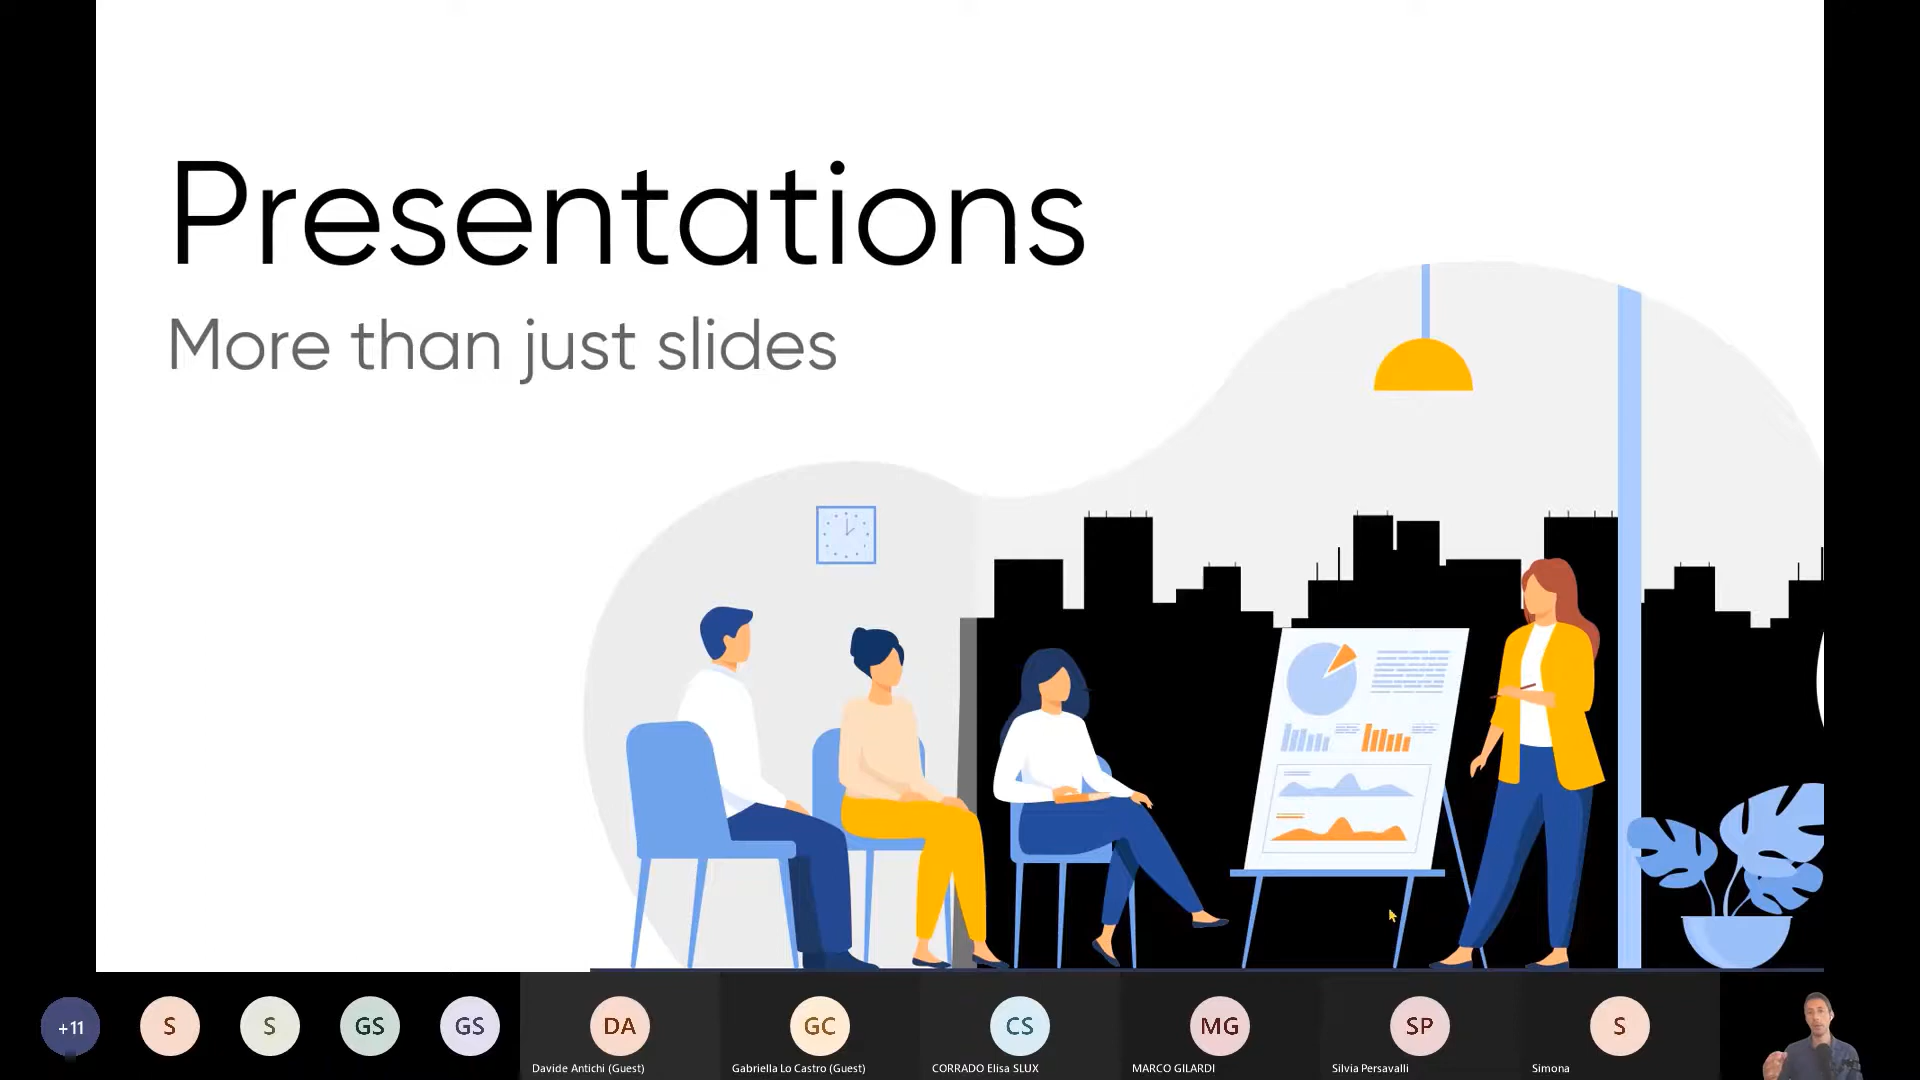 Presentations
More than just slides
+11
S
S
GS
GS
DA
GC
CS
MG
SP
S
Davide Antichi (Guest)
Gabriella Lo Castro (Guest)
CORRADO Elisa SLUX
MARCO GILARDI
Silvia Persavalli
Simona